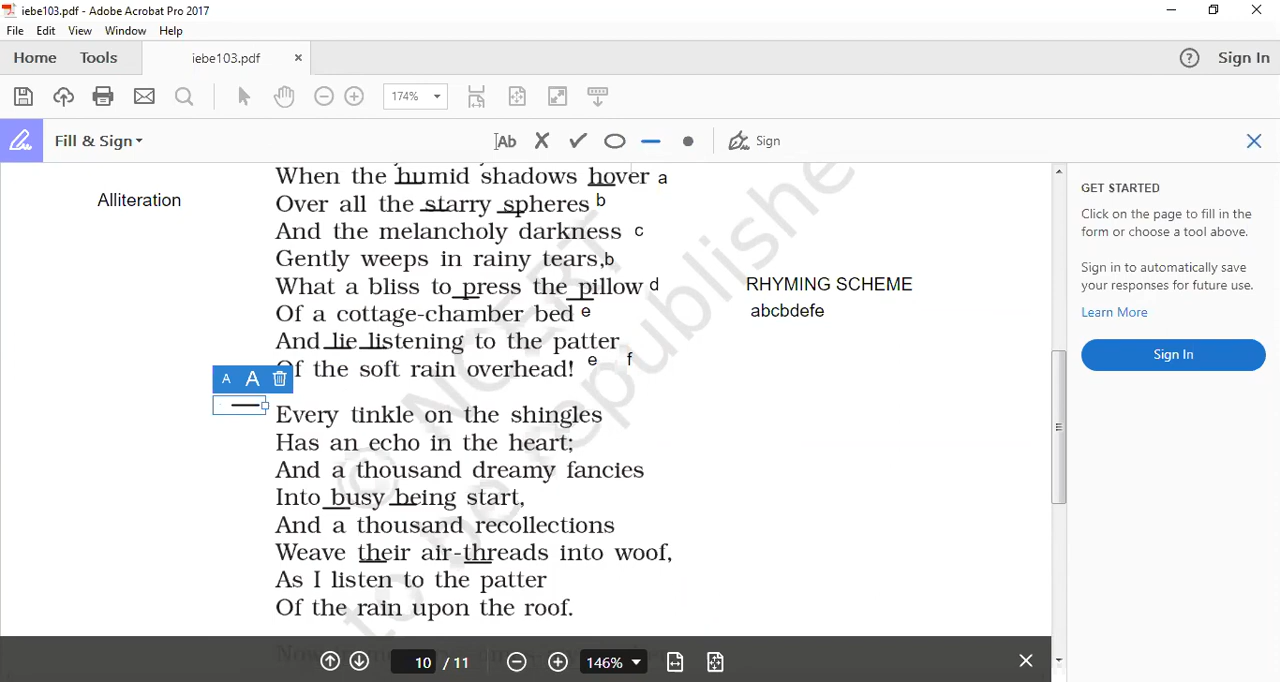 iebe103.pdf - Adobe Acrobat Pro 2017
File Edit View Window Help
Home Tools iebe103.pdf × ? Sign In
174%
Fill & Sign Ab Sign
When the humid shadows hover a
Alliteration
Over all the starry spheres b
And the melancholy darkness c
Gently weeps in rainy tears, b
What a bliss to press the pillow d
RHYMING SCHEME
Of a cottage-chamber bed e
abcbdefe
And lie listening to the patter
Of the soft rain overhead! e f
A A
Every tinkle on the shingles
Has an echo in the heart;
And a thousand dreamy fancies
Into busy being start,
And a thousand recollections
Weave their air-threads into woof,
As I listen to the patter
Of the rain upon the roof.
© NCERT
to be republishe
10 / 11 146%
GET STARTED
Click on the page to fill in the
form or choose a tool above.
Sign in to automatically save
your responses for future use.
Learn More
Sign In